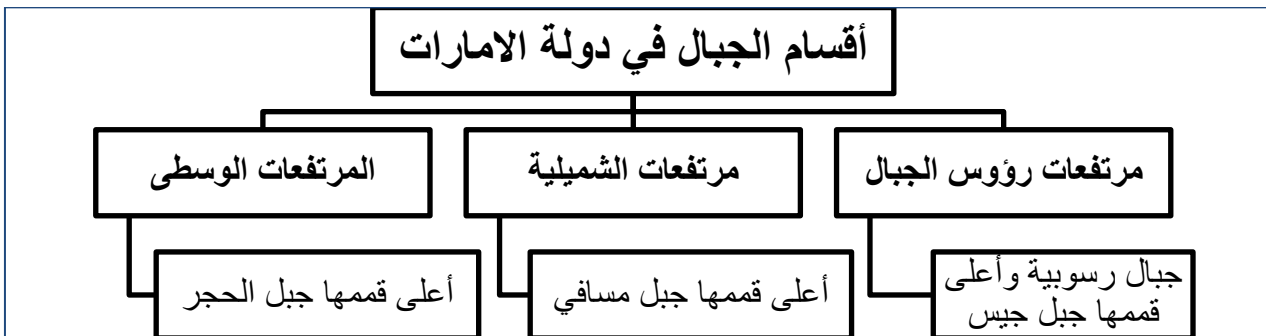 أقسام الجبال في دولة الامارات
مرتفعات رؤوس الجبال
مرتفعات الشميلية
المرتفعات الوسطى
جبال رسوبية وأعلى
قممها جبل جيس
أعلى قممها جبل مسافي
أعلى قممها جبل الحجر